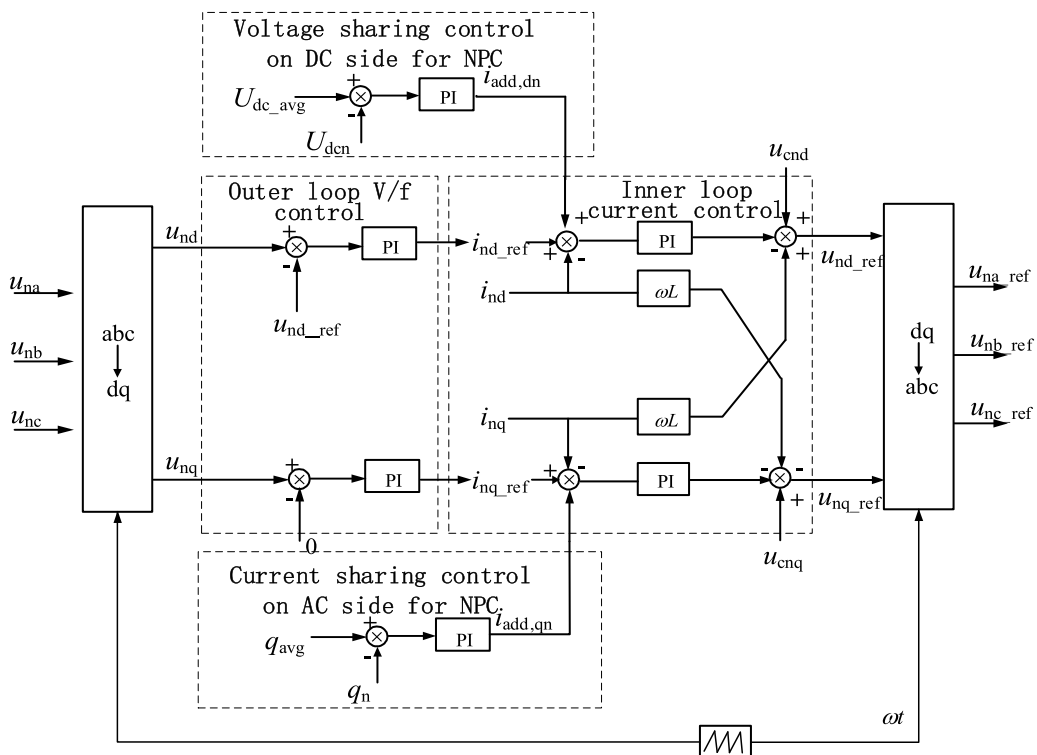 Voltage sharing control
on DC side for NPC
U_dc_avg
+
-
U_dcn
PI
i_add,dn
Outer loop V/f
control
u_nd
+
-
u_nd_ref
PI
u_nq
+
-
0
PI
Inner loop
current control
i_nd_ref
+
+
-
PI
i_nd
ωL
i_nq
ωL
i_nq_ref
+
-
+
PI
u_cnd
+
-
+
u_nd_ref
-
-
+
u_nq_ref
u_cnq
u_na
u_nb
u_nc
abc
dq
dq
abc
u_na_ref
u_nb_ref
u_nc_ref
Current sharing control
on AC side for NPC
q_avg
+
-
q_n
PI
i_add,qn
ωt